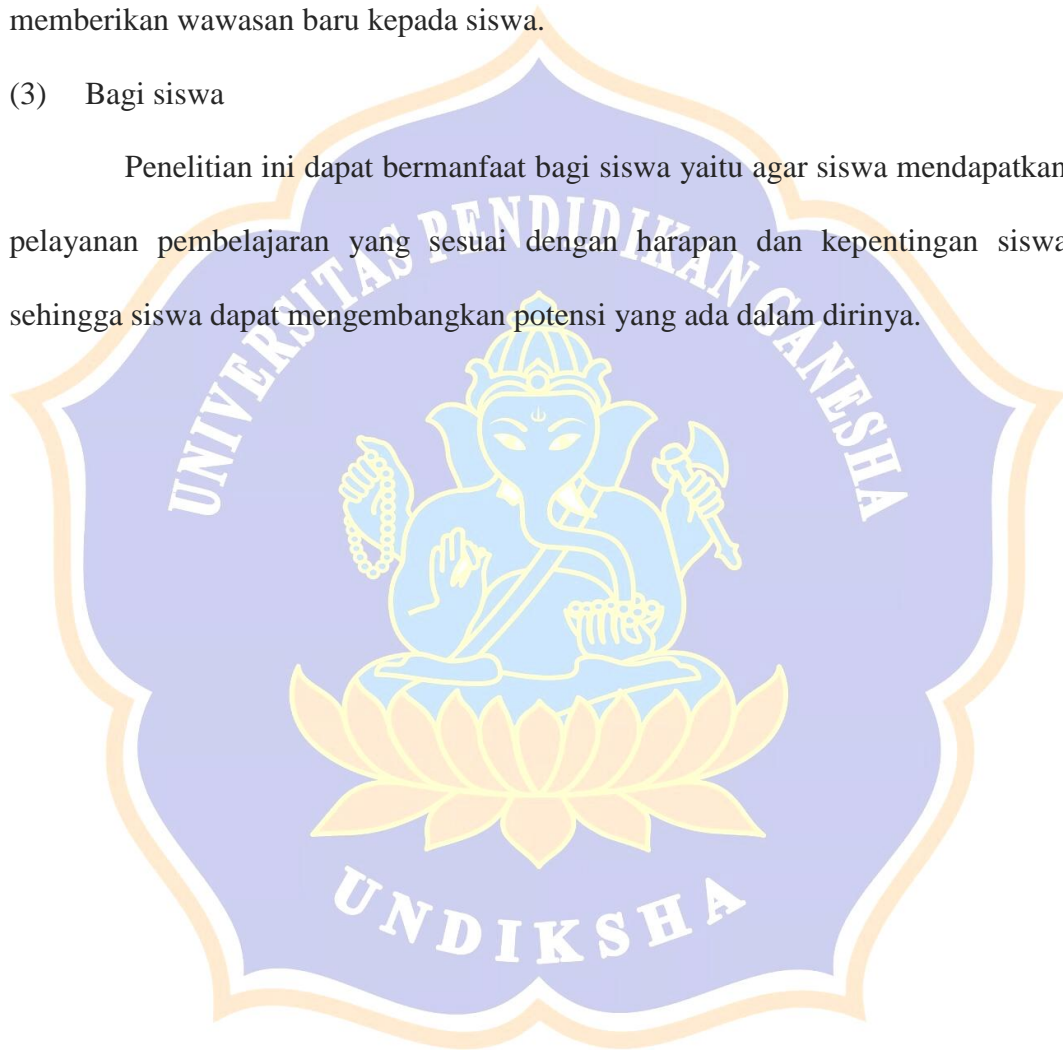 memberikan wawasan baru kepada siswa.
(3) Bagi siswa
Penelitian ini dapat bermanfaat bagi siswa yaitu agar siswa mendapatkan
pelayanan pembelajaran yang sesuai dengan harapan dan kepentingan siswa
sehingga siswa dapat mengembangkan potensi yang ada dalam dirinya.
UNIVERSITAS PENDIDIKAN GANESHA
UNDIKSHA